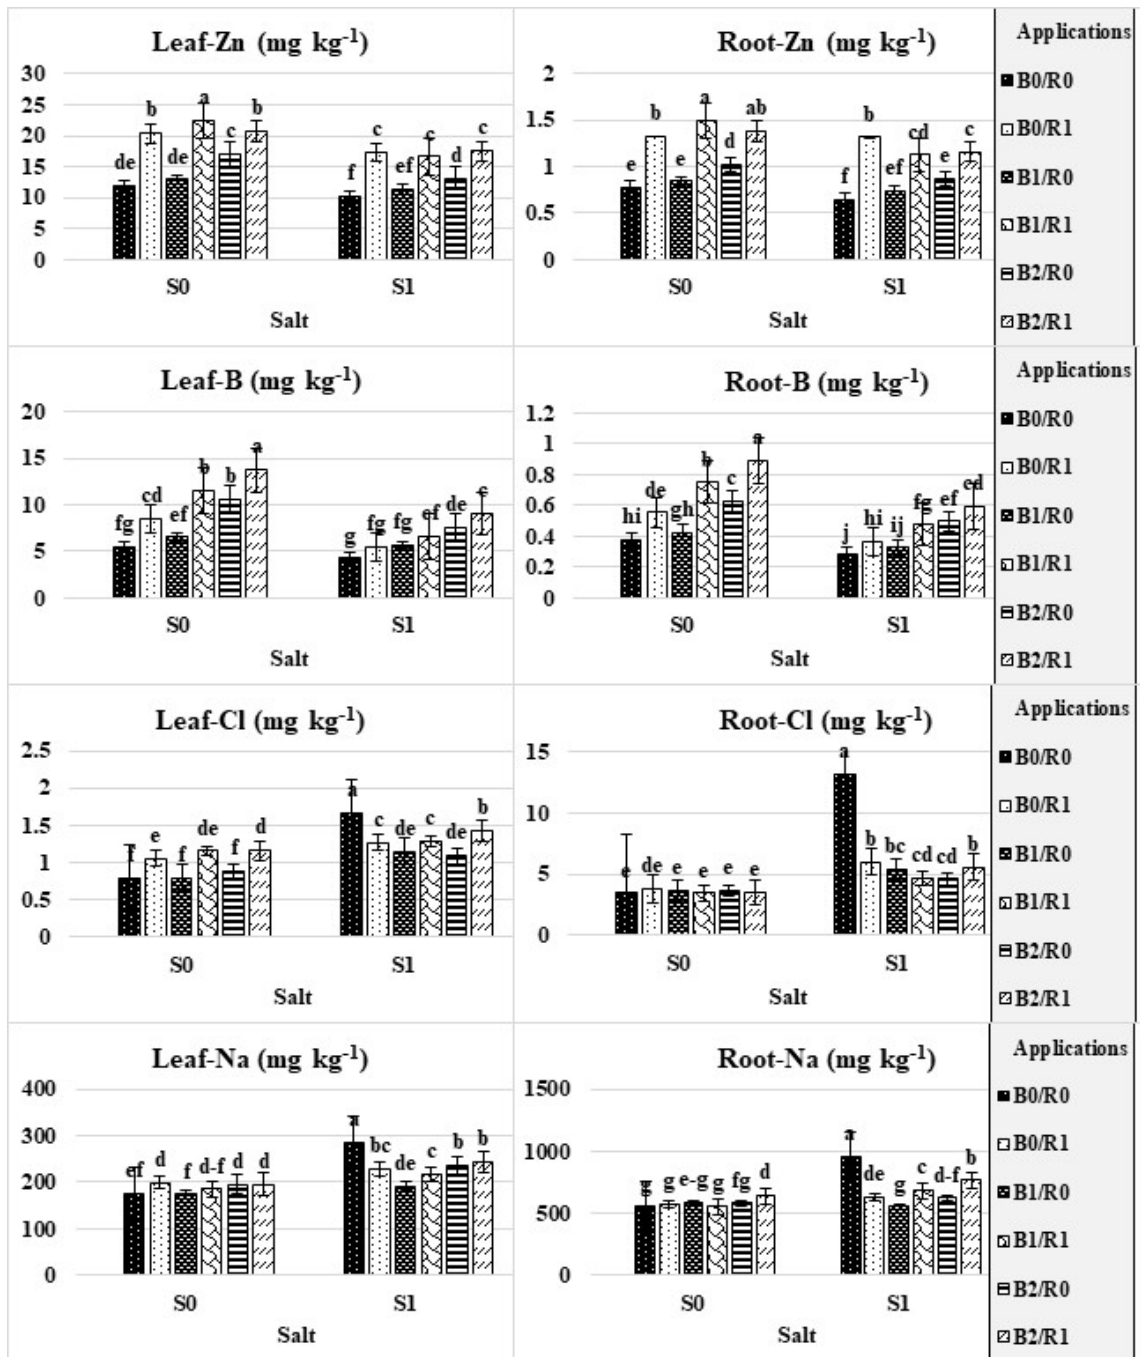 Leaf-Zn (mg kg⁻¹)
30
25
20
15
10
5
0
de
b
de
a
c
b
f
c
ef
c
d
c
S0
S1
Salt
Root-Zn (mg kg⁻¹)
2
1.5
1
0.5
0
e
b
e
a
d
ab
f
b
ef
cd
e
c
S0
S1
Salt
Applications
B0/R0
B0/R1
B1/R0
B1/R1
B2/R0
B2/R1
Leaf-B (mg kg⁻¹)
20
15
10
5
0
fg
cd
ef
b
b
a
g
fg
fg
ef
de
c
S0
S1
Salt
Root-B (mg kg⁻¹)
1.2
1
0.8
0.6
0.4
0.2
0
hi
de
gh
b
c
a
j
hi
ij
fg
ef
cd
S0
S1
Salt
Applications
B0/R0
B0/R1
B1/R0
B1/R1
B2/R0
B2/R1
Leaf-Cl (mg kg⁻¹)
2.5
2
1.5
1
0.5
0
f
e
f
de
f
d
a
c
de
c
de
b
S0
S1
Salt
Root-Cl (mg kg⁻¹)
15
10
5
0
e
de
e
e
e
e
a
b
bc
cd
cd
b
S0
S1
Salt
Applications
B0/R0
B0/R1
B1/R0
B1/R1
B2/R0
B2/R1
Leaf-Na (mg kg⁻¹)
400
300
200
100
0
ef
d
f
d-f
d
d
a
bc
de
c
b
b
S0
S1
Salt
Root-Na (mg kg⁻¹)
1500
1000
500
0
g
g
e-g
g
fg
d
a
de
g
c
d-f
b
S0
S1
Salt
Applications
B0/R0
B0/R1
B1/R0
B1/R1
B2/R0
B2/R1